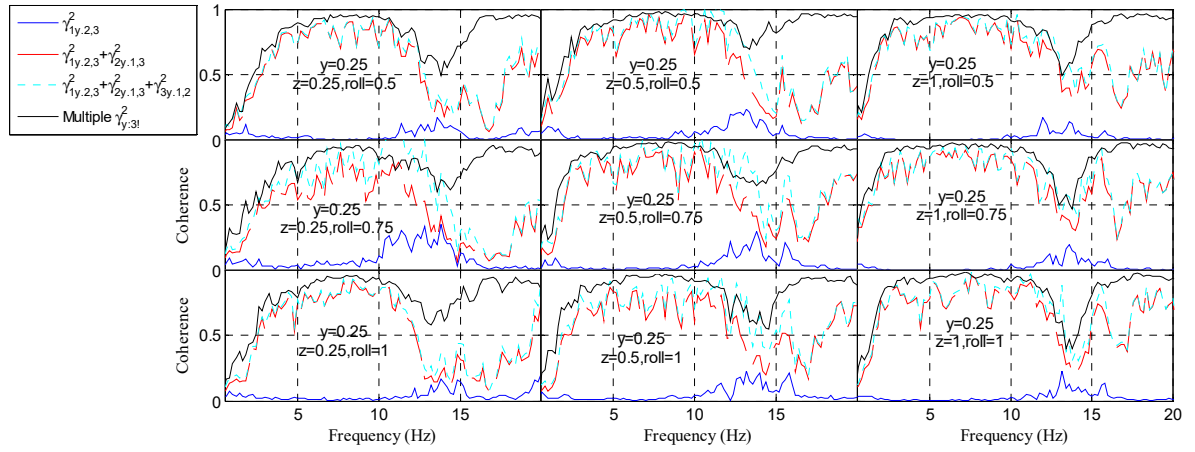 γ²1y.2,3
γ²1y.2,3+γ²2y.1,3
γ²1y.2,3+γ²2y.1,3+γ²3y.1,2
Multiple γ²y:3!
1
0.5
0
y=0.25
z=0.25,roll=0.5
y=0.25
z=0.5,roll=0.5
y=0.25
z=1,roll=0.5
Coherence
0.5
0
y=0.25
z=0.25,roll=0.75
y=0.25
z=0.5,roll=0.75
y=0.25
z=1,roll=0.75
Coherence
0.5
0
y=0.25
z=0.25,roll=1
y=0.25
z=0.5,roll=1
y=0.25
z=1,roll=1
5 10 15 5 10 15 5 10 15 20
Frequency (Hz) Frequency (Hz) Frequency (Hz)